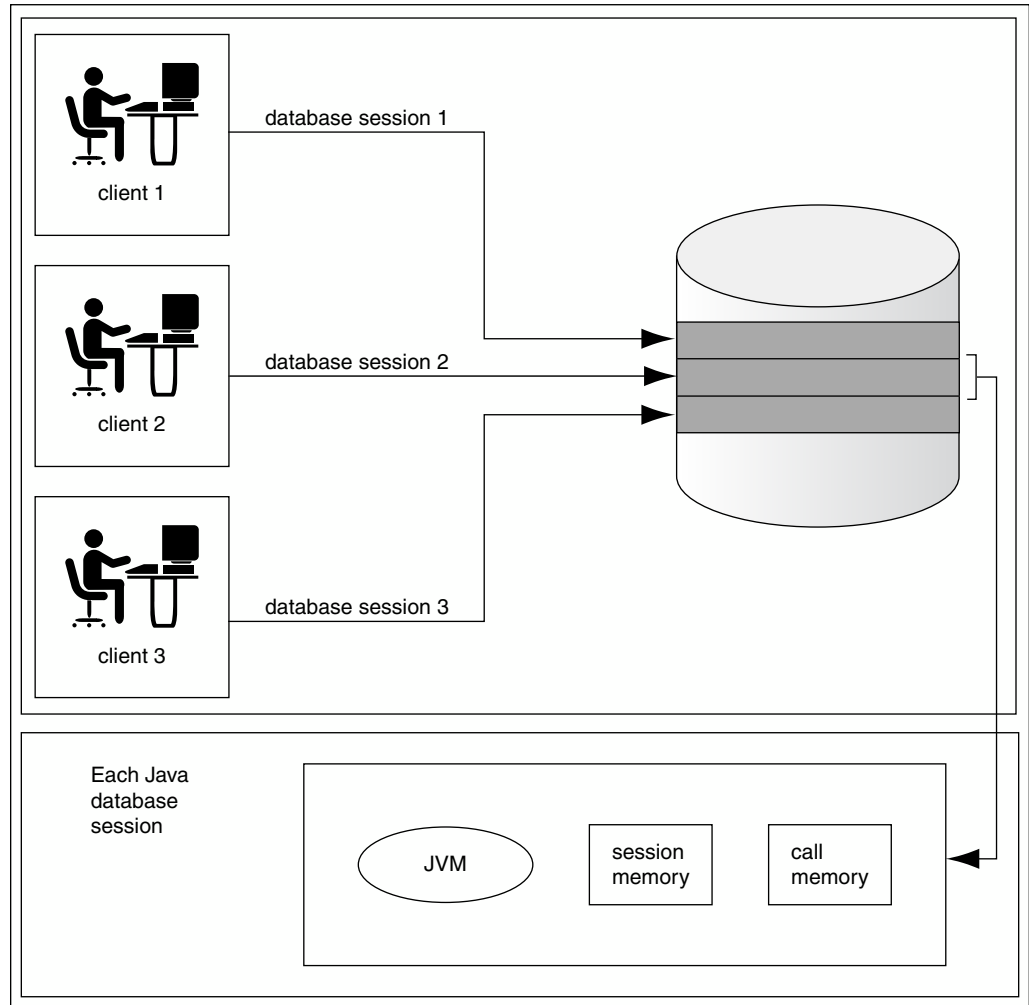 client 1
database session 1
client 2
database session 2
client 3
database session 3
Each Java
database
session
JVM
session
memory
call
memory